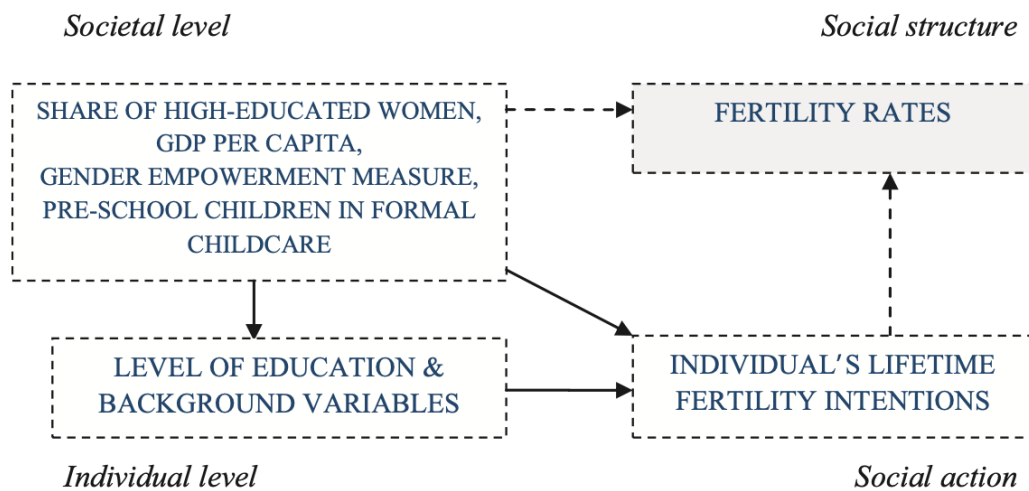 Societal level
Social structure
SHARE OF HIGH-EDUCATED WOMEN,
GDP PER CAPITA,
GENDER EMPOWERMENT MEASURE,
PRE-SCHOOL CHILDREN IN FORMAL
CHILDCARE
FERTILITY RATES
LEVEL OF EDUCATION &
BACKGROUND VARIABLES
INDIVIDUAL’S LIFETIME
FERTILITY INTENTIONS
Individual level
Social action